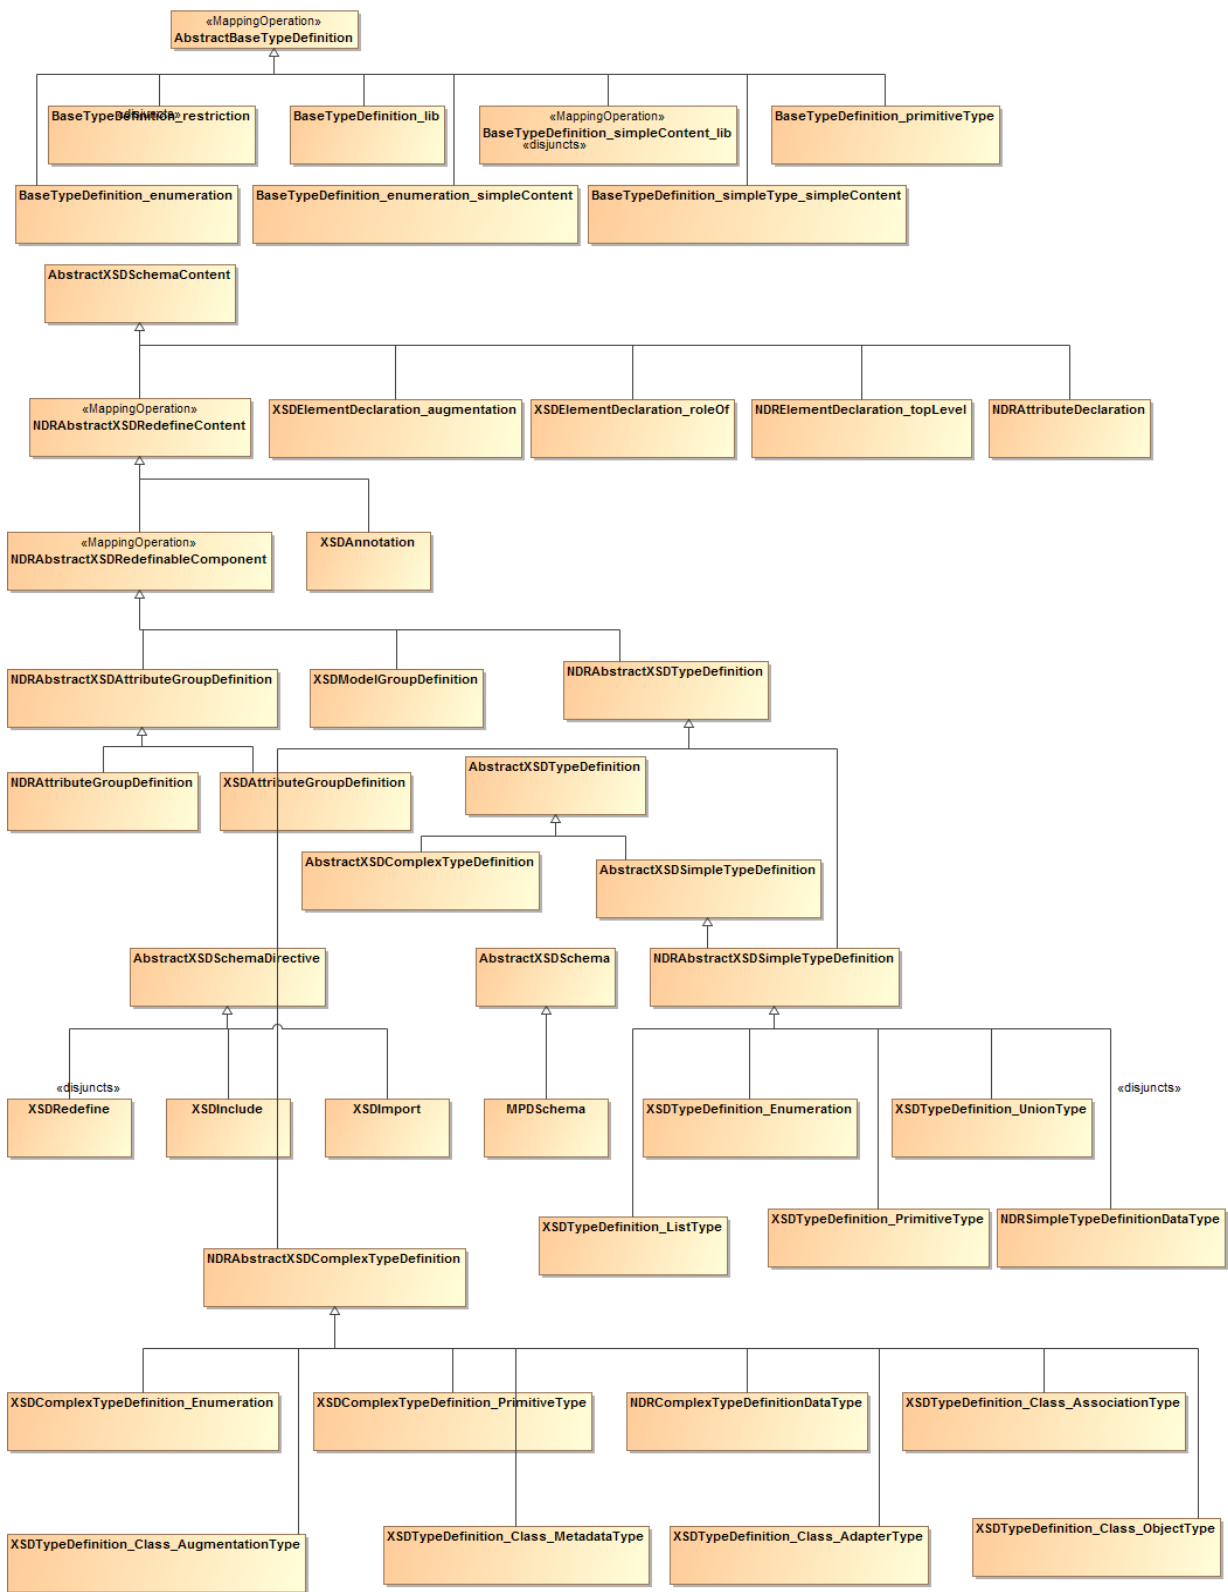 «MappingOperation»
AbstractBaseTypeDefinition
BaseTypeDefinition_restriction
«disjuncts»
BaseTypeDefinition_lib
«MappingOperation»
BaseTypeDefinition_simpleContent_lib
«disjuncts»
BaseTypeDefinition_primitiveType
BaseTypeDefinition_enumeration
BaseTypeDefinition_enumeration_simpleContent
BaseTypeDefinition_simpleType_simpleContent
AbstractXSDSchemaContent
«MappingOperation»
NDRAbstractXSDRedefineContent
XSDElementDeclaration_augmentation
XSDElementDeclaration_roleOf
NDRElementDeclaration_topLevel
NDRAttributeDeclaration
«MappingOperation»
NDRAbstractXSDRedefinableComponent
XSDAnnotation
NDRAbstractXSDAttributeGroupDefinition
XSDModelGroupDefinition
NDRAbstractXSDTypeDefinition
NDRAttributeGroupDefinition
XSDAttributeGroupDefinition
AbstractXSDTypeDefinition
AbstractXSDComplexTypeDefinition
AbstractXSDSimpleTypeDefinition
AbstractXSDSchemaDirective
AbstractXSDSchema
NDRAbstractXSDSimpleTypeDefinition
«disjuncts»
«disjuncts»
XSDRedefine
XSDInclude
XSDImport
MPDSchema
XSDTypeDefinition_Enumeration
XSDTypeDefinition_UnionType
XSDTypeDefinition_ListType
XSDTypeDefinition_PrimitiveType
NDRSimpleTypeDefinitionDataType
NDRAbstractXSDComplexTypeDefinition
XSDComplexTypeDefinition_Enumeration
XSDComplexTypeDefinition_PrimitiveType
NDRComplexTypeDefinitionDataType
XSDTypeDefinition_Class_AssociationType
XSDTypeDefinition_Class_AugmentationType
XSDTypeDefinition_Class_MetadataType
XSDTypeDefinition_Class_AdapterType
XSDTypeDefinition_Class_ObjectType